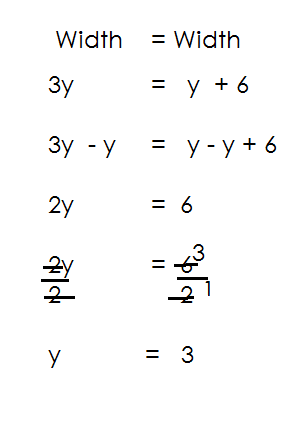 Width = Width
3y = y + 6
3y - y = y - y + 6
2y = 6
2y = 6 3
2 2 1
y = 3